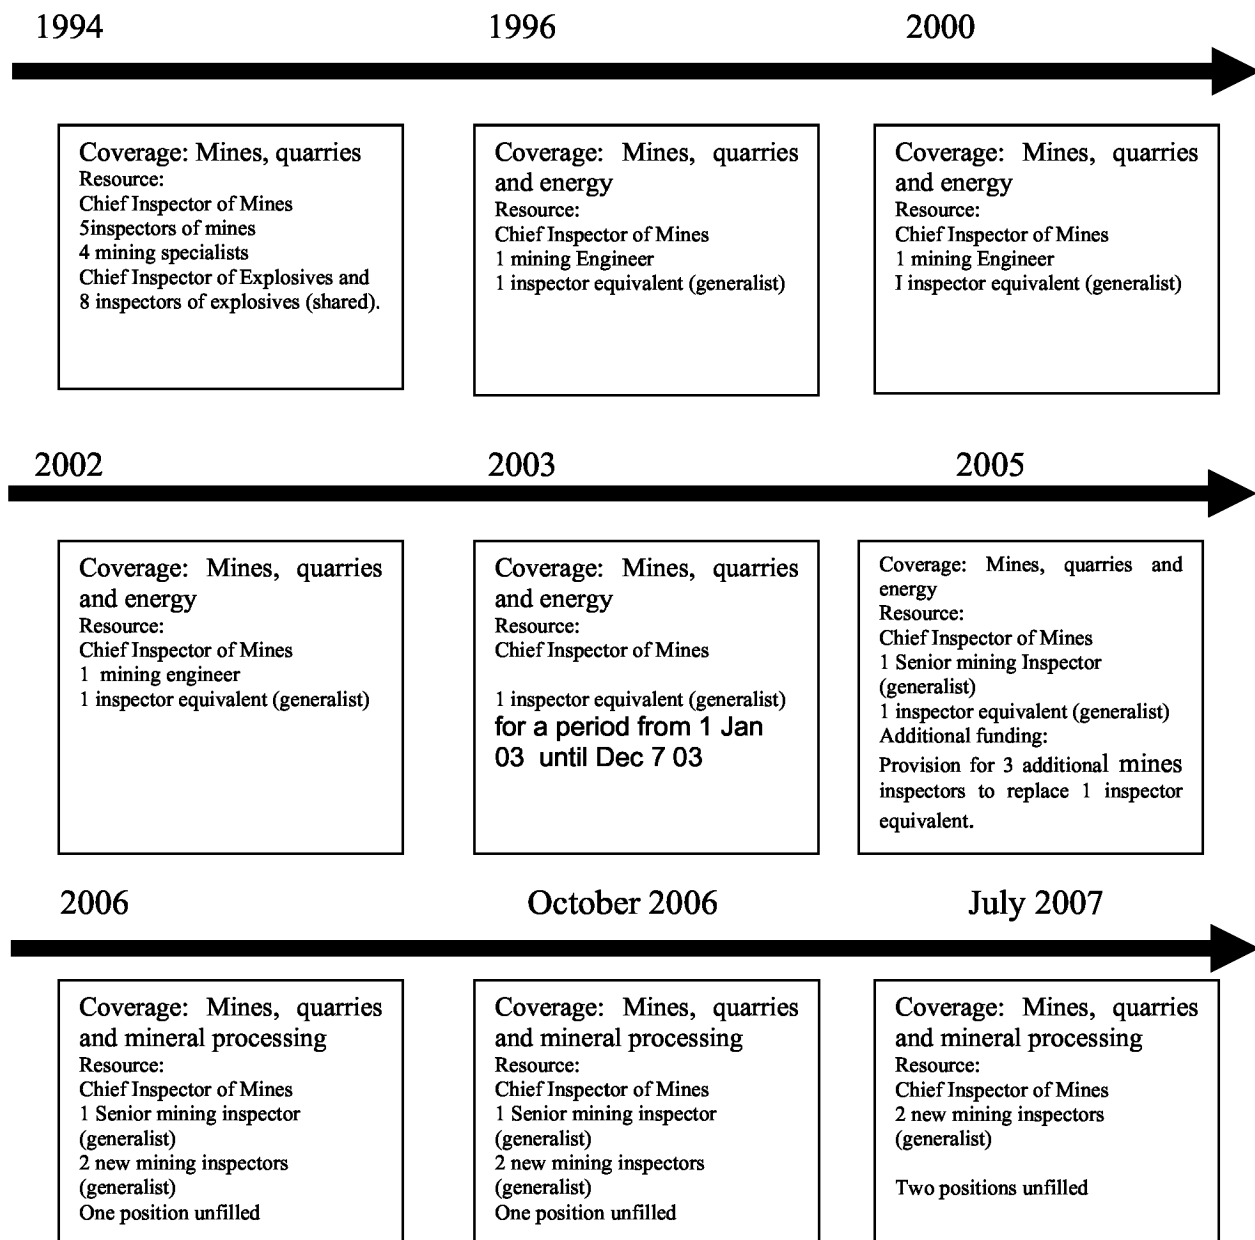 1994
1996
2000
Coverage: Mines, quarries
Resource:
Chief Inspector of Mines
5inspectors of mines
4 mining specialists
Chief Inspector of Explosives and
8 inspectors of explosives (shared).
Coverage: Mines, quarries
and energy
Resource:
Chief Inspector of Mines
1 mining Engineer
1 inspector equivalent (generalist)
Coverage: Mines, quarries
and energy
Resource:
Chief Inspector of Mines
1 mining Engineer
I inspector equivalent (generalist)
2002
2003
2005
Coverage: Mines, quarries
and energy
Resource:
Chief Inspector of Mines
1 mining engineer
1 inspector equivalent (generalist)
Coverage: Mines, quarries
and energy
Resource:
Chief Inspector of Mines
1 inspector equivalent (generalist)
for a period from 1 Jan
03 until Dec 7 03
Coverage: Mines, quarries and
energy
Resource:
Chief Inspector of Mines
1 Senior mining Inspector
(generalist)
1 inspector equivalent (generalist)
Additional funding:
Provision for 3 additional mines
inspectors to replace 1 inspector
equivalent.
2006
October 2006
July 2007
Coverage: Mines, quarries
and mineral processing
Resource:
Chief Inspector of Mines
1 Senior mining inspector
(generalist)
2 new mining inspectors
(generalist)
One position unfilled
Coverage: Mines, quarries
and mineral processing
Resource:
Chief Inspector of Mines
1 Senior mining inspector
(generalist)
2 new mining inspectors
(generalist)
One position unfilled
Coverage: Mines, quarries
and mineral processing
Resource:
Chief Inspector of Mines
2 new mining inspectors
(generalist)
Two positions unfilled